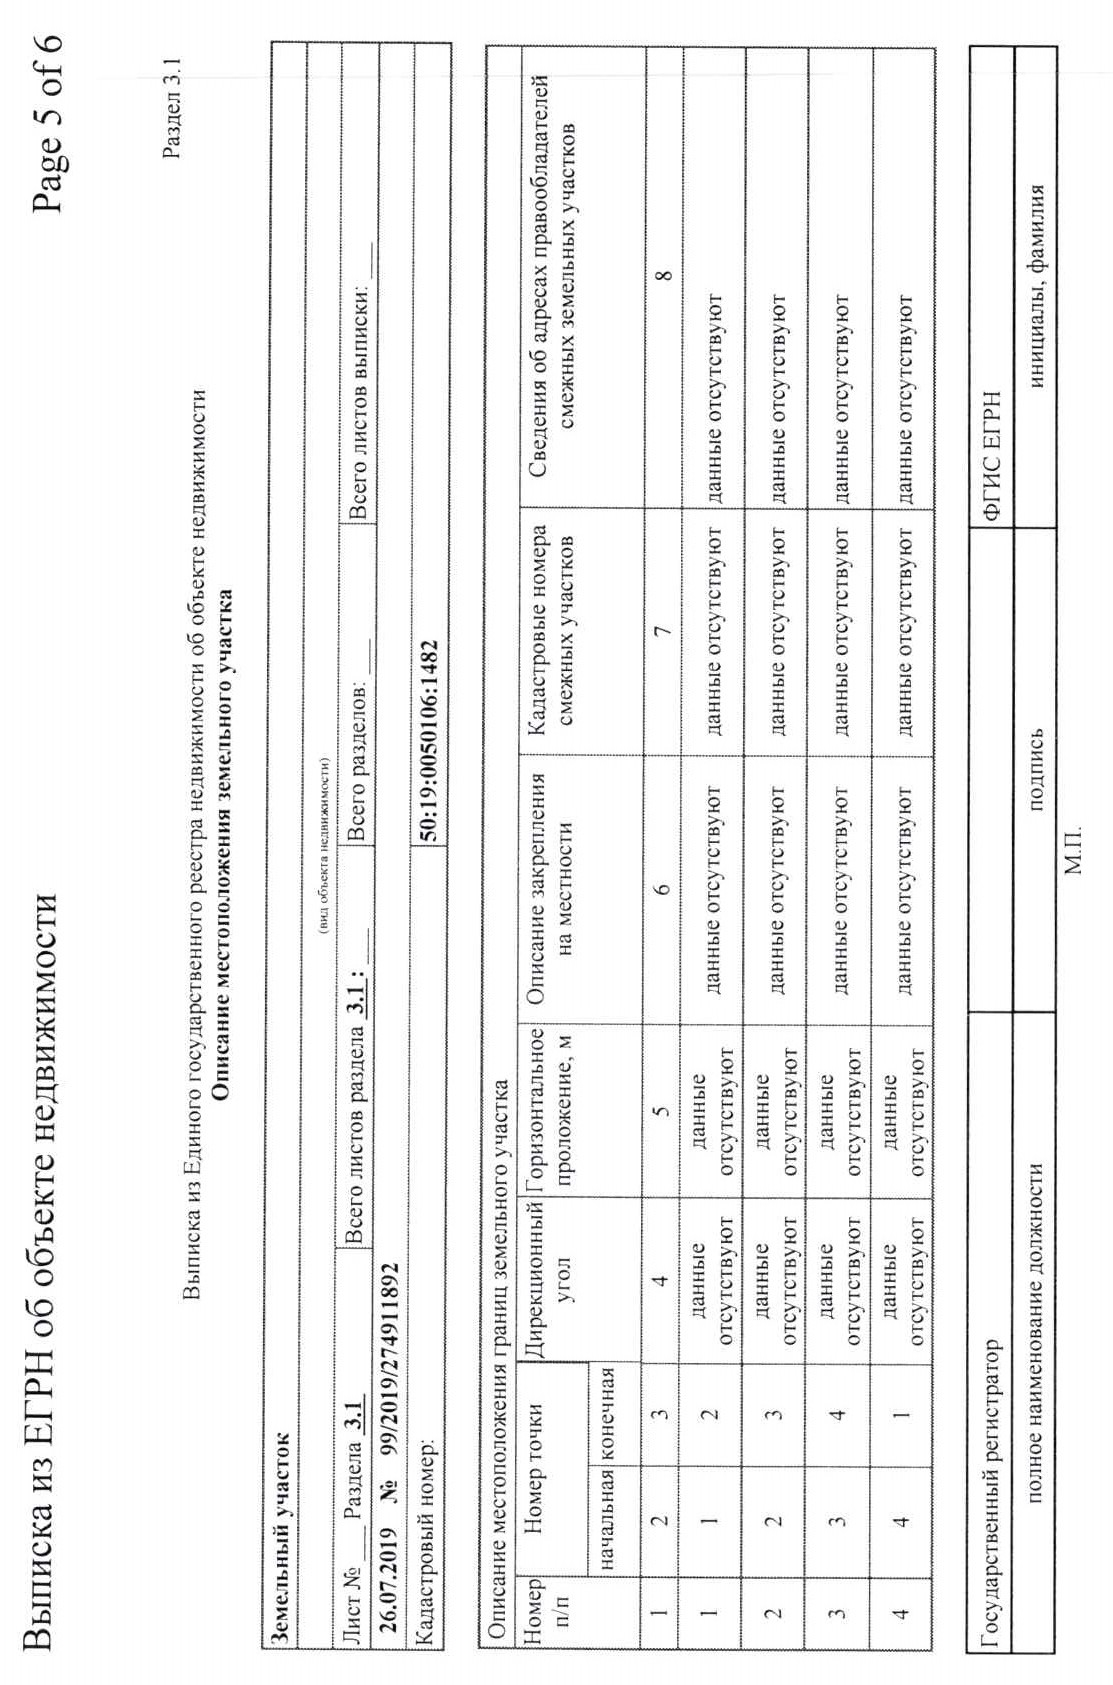 Выписка из ЕГРН об объекте недвижимости Page 5 of 6
Раздел 3.1
Выписка из Единого государственного реестра недвижимости об объекте недвижимости
Описание местоположения земельного участка
Земельный участок
(вид объекта недвижимости)
Лист № ___ Раздела 3.1 Всего листов раздела 3.1 : ___ Всего разделов: ___ Всего листов выписки: ___
26.07.2019 № 99/2019/274911892
Кадастровый номер: 50:19:0050106:1482
Описание местоположения границ земельного участка
Номер п/п Номер точки Дирекционный угол Горизонтальное проложение, м Описание закрепления на местности Кадастровые номера смежных участков Сведения об адресах правообладателей смежных земельных участков
начальная конечная
1 2 3 4 5 6 7 8
1 1 2 данные отсутствуют данные отсутствуют данные отсутствуют данные отсутствуют данные отсутствуют
2 2 3 данные отсутствуют данные отсутствуют данные отсутствуют данные отсутствуют данные отсутствуют
3 3 4 данные отсутствуют данные отсутствуют данные отсутствуют данные отсутствуют данные отсутствуют
4 4 1 данные отсутствуют данные отсутствуют данные отсутствуют данные отсутствуют данные отсутствуют
Государственный регистратор ФГИС ЕГРН
полное наименование должности подпись инициалы, фамилия
М.П.